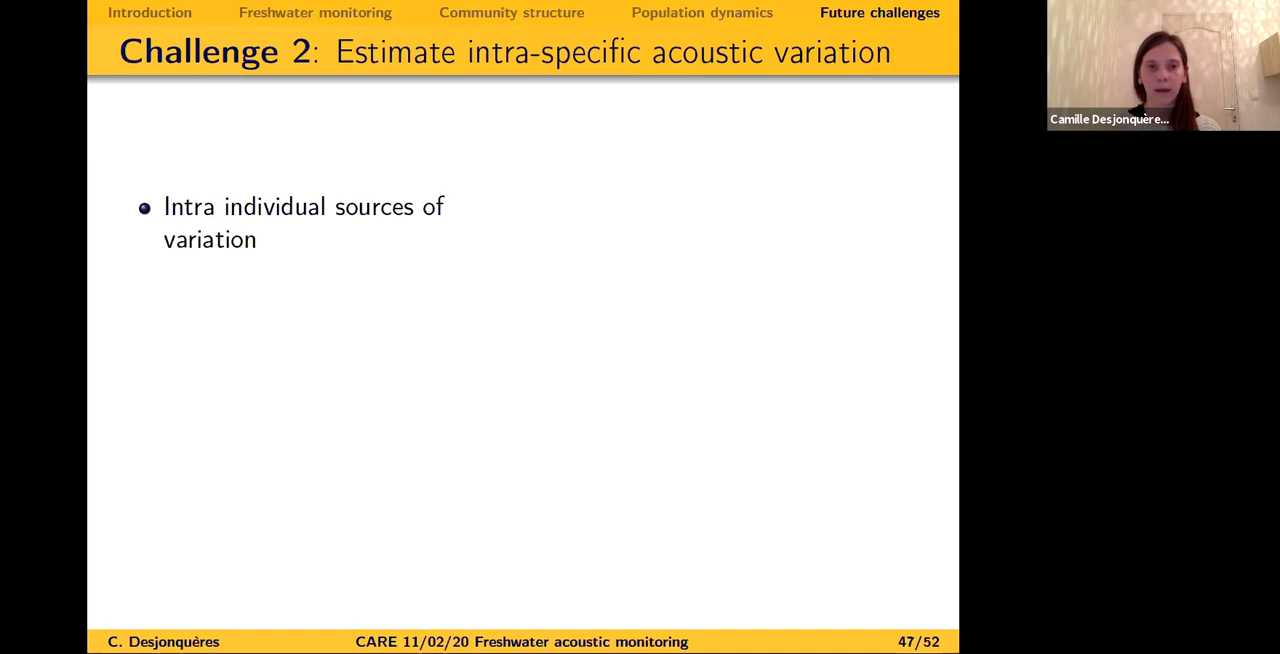 Introduction Freshwater monitoring Community structure Population dynamics Future challenges
Challenge 2: Estimate intra-specific acoustic variation
Camille Desjonquère...
Intra individual sources of
variation
C. Desjonquères CARE 11/02/20 Freshwater acoustic monitoring 47/52